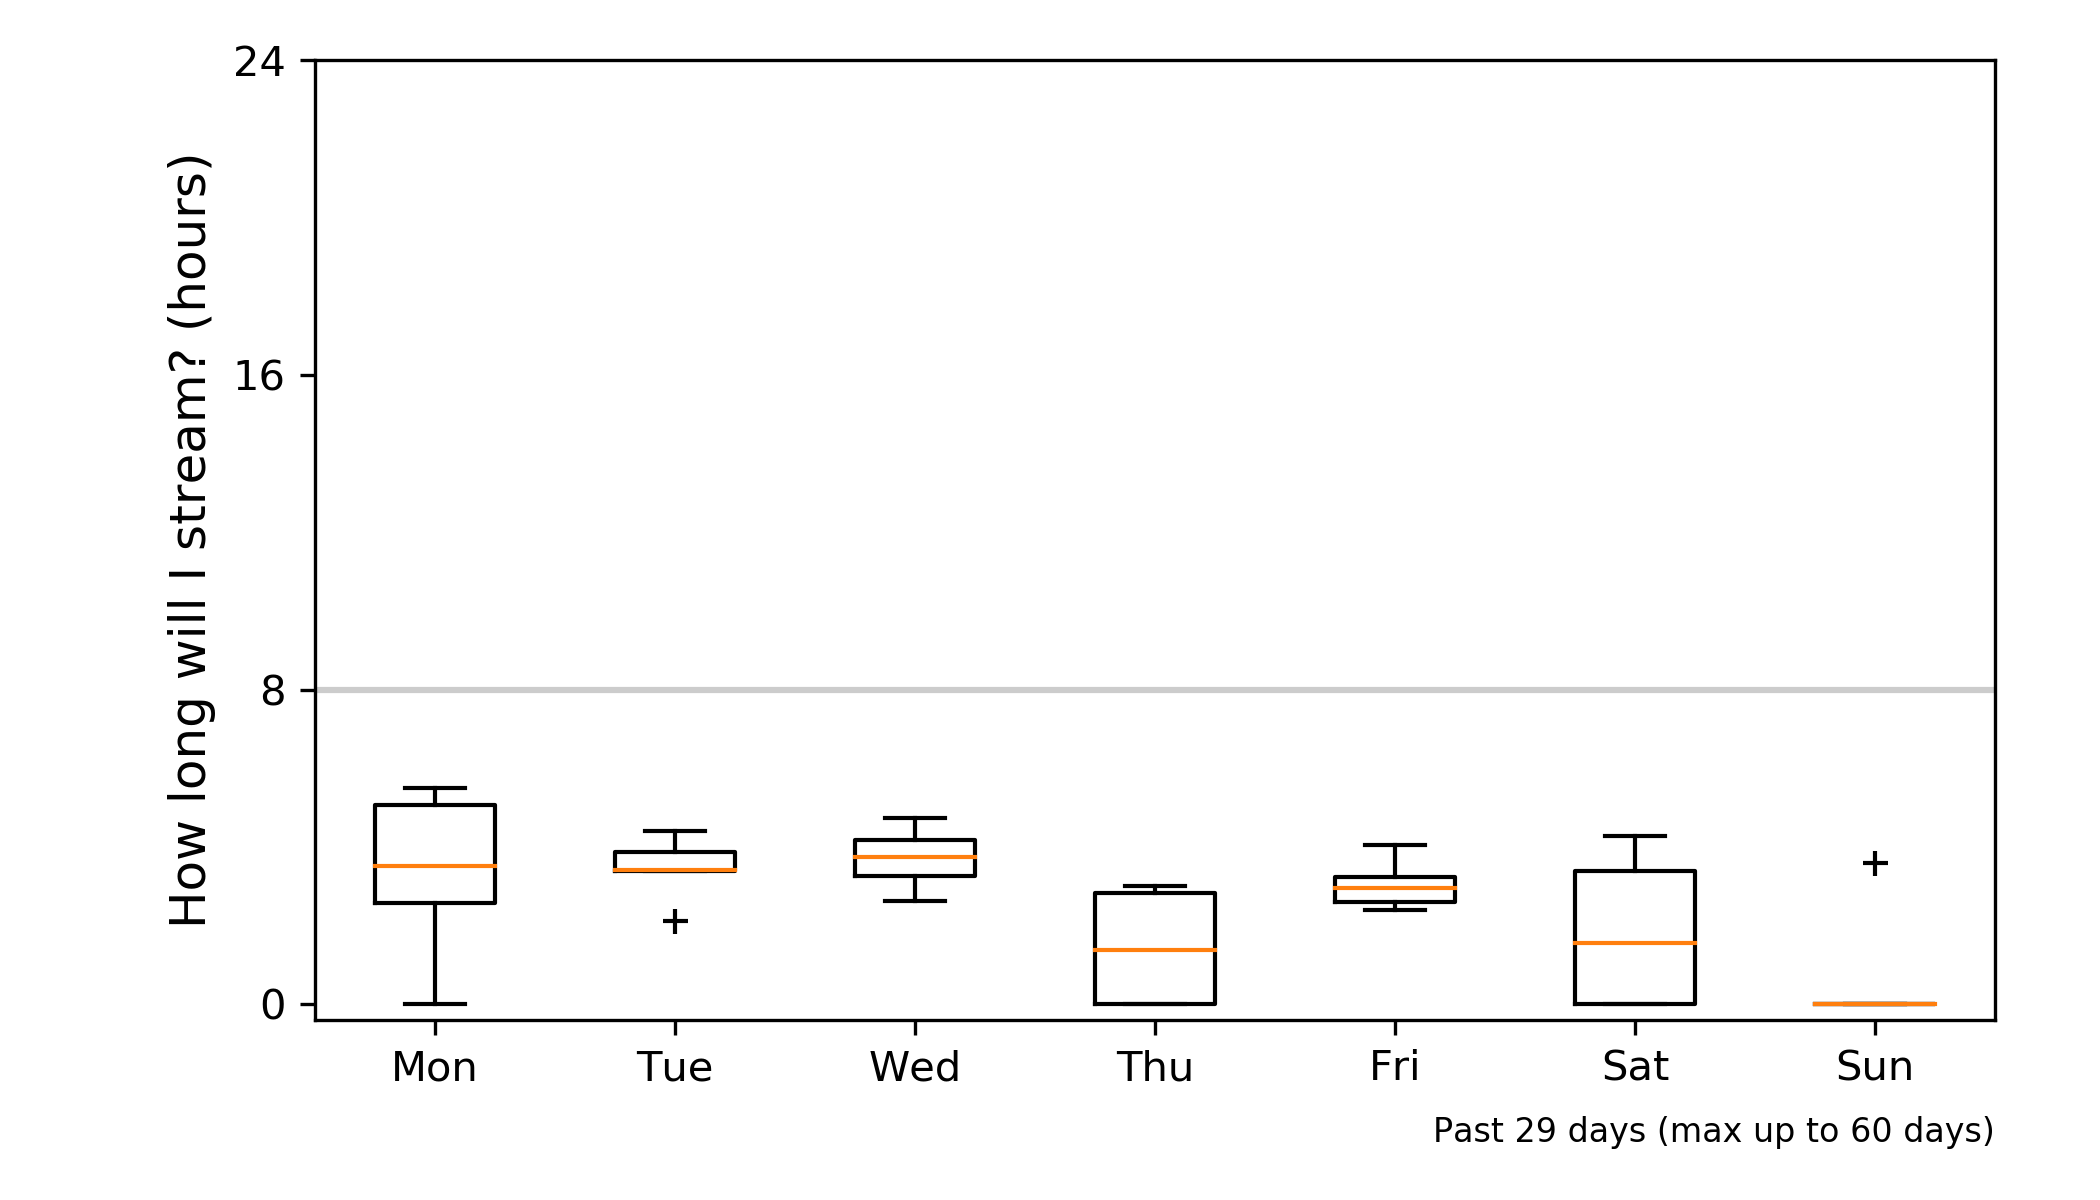 How long will I stream? (hours)
24
16
8
0
Mon Tue Wed Thu Fri Sat Sun
Past 29 days (max up to 60 days)